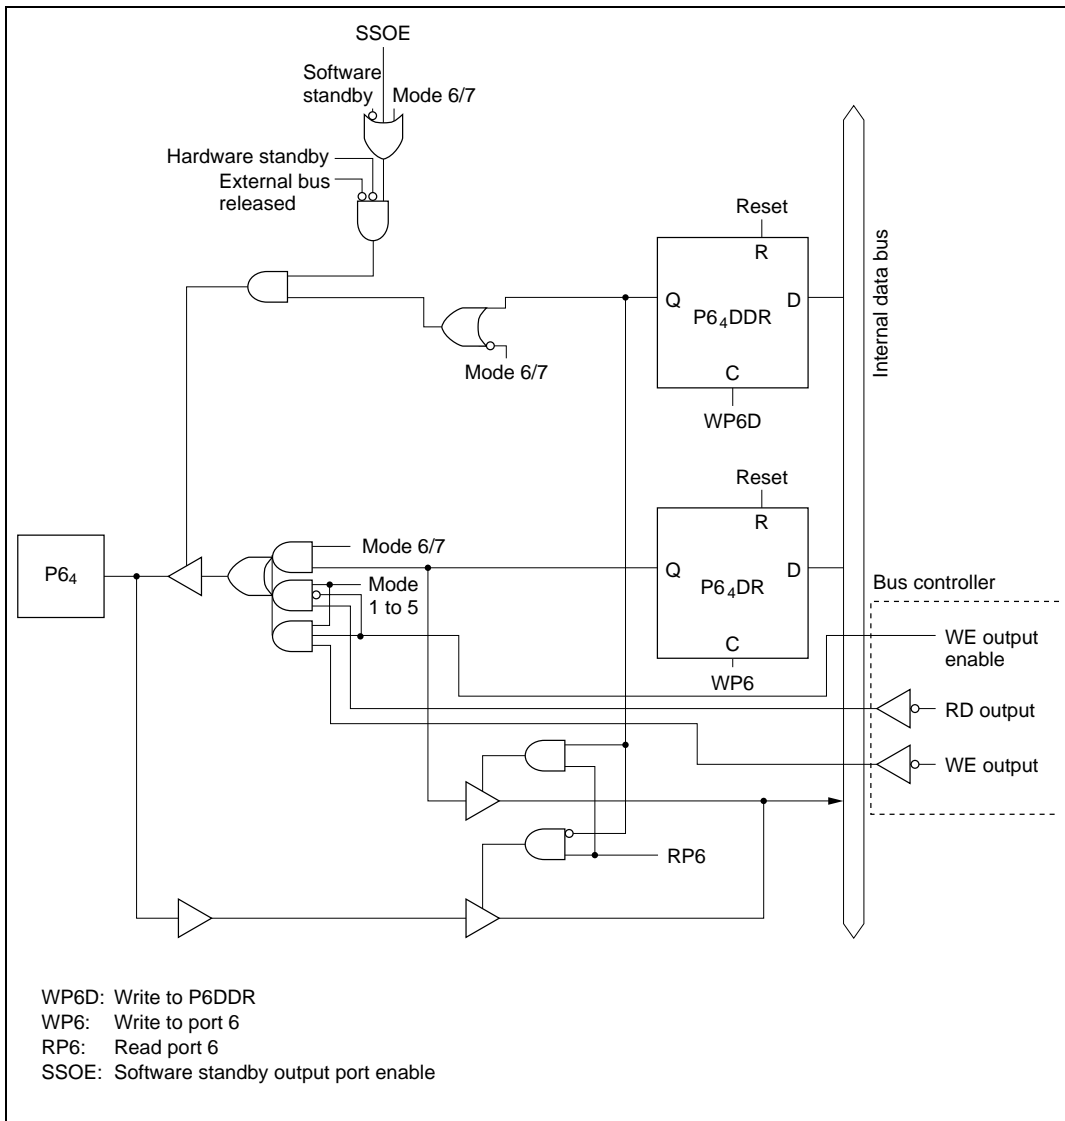 SSOE
Software
standby
Mode 6/7
Hardware standby
External bus
released
Reset
R
Q
P6₄DDR
D
C
WP6D
Mode 6/7
Internal data bus
Reset
R
Q
P6₄DR
D
C
WP6
P6₄
Mode 6/7
Mode
1 to 5
Bus controller
WE output
enable
RD output
WE output
RP6
WP6D: Write to P6DDR
WP6: Write to port 6
RP6: Read port 6
SSOE: Software standby output port enable